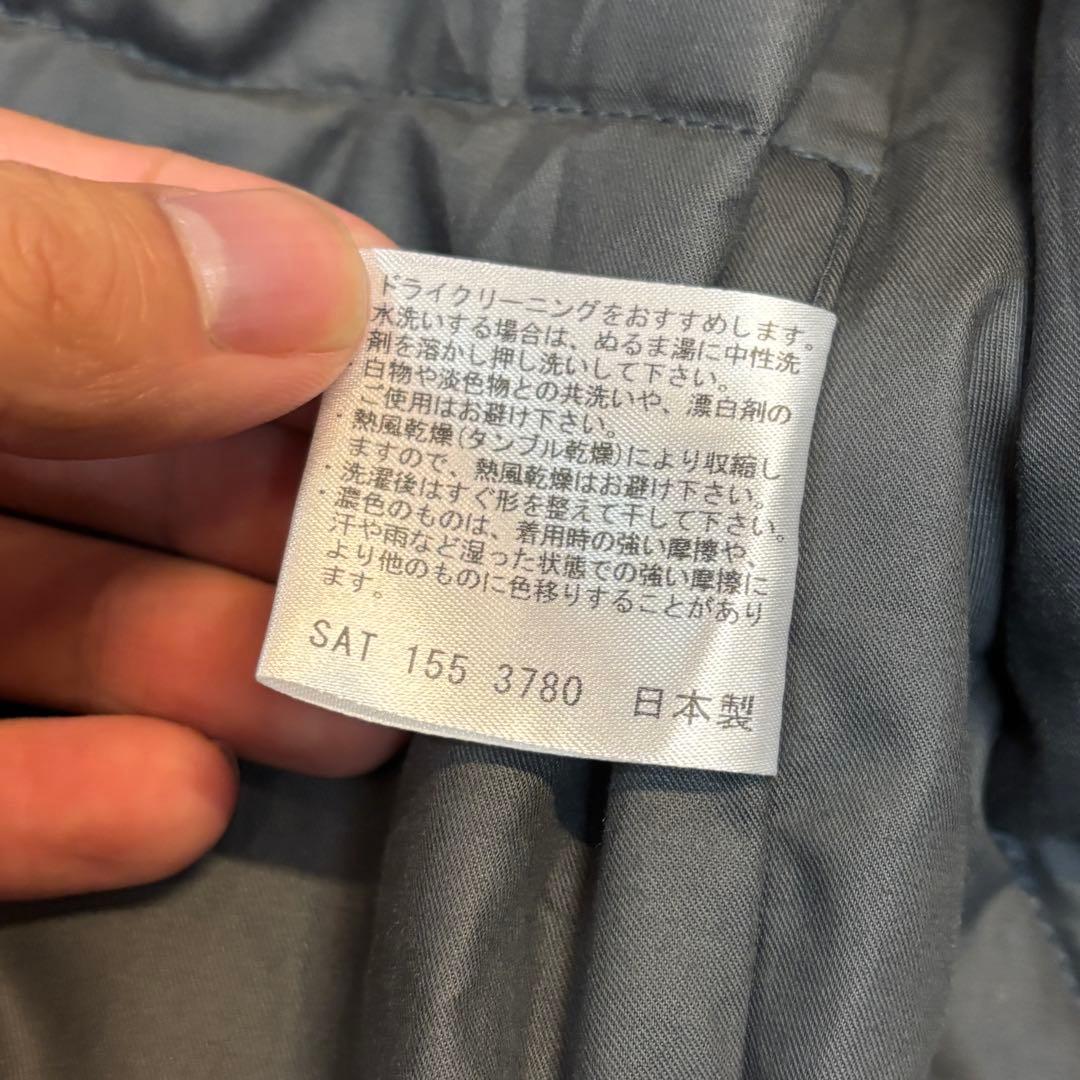 ドライクリーニングをおすすめします。
水洗いする場合は、ぬるま湯に中性洗
剤を溶かし押し洗いして下さい。
・白物や淡色物との共洗いや、漂白剤の
ご使用はお避け下さい。
・熱風乾燥(タンブル乾燥)により収縮し
ますので、熱風乾燥はお避け下さい。
・洗濯後はすぐ形を整えて干して下さい。
・濃色のものは、着用時の強い摩擦や、
汗や雨など湿った状態での強い摩擦に
より他のものに色移りすることがあり
ます。
SAT 155 3780 日本製